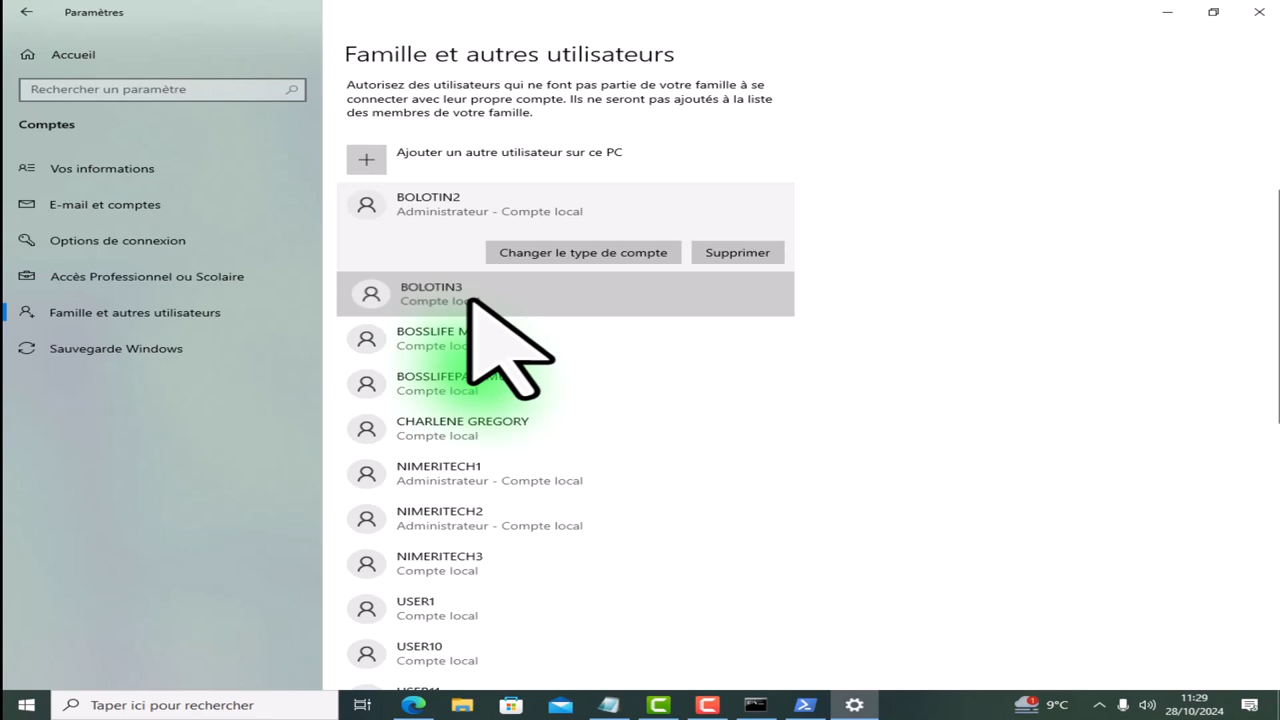 Paramètres
Accueil
Rechercher un paramètre
Comptes
Vos informations
E-mail et comptes
Options de connexion
Accès Professionnel ou Scolaire
Famille et autres utilisateurs
Sauvegarde Windows
Famille et autres utilisateurs
Autorisez des utilisateurs qui ne font pas partie de votre famille à se
connecter avec leur propre compte. Ils ne seront pas ajoutés à la liste
des membres de votre famille.
Ajouter un autre utilisateur sur ce PC
BOLOTIN2
Administrateur - Compte local
Changer le type de compte
Supprimer
BOLOTIN3
Compte
BOSSLIFE
Compte
Compte local
CHARLENE GREGORY
Compte local
NIMERITECH1
Administrateur - Compte local
NIMERITECH2
Administrateur - Compte local
NIMERITECH3
Compte local
USER1
Compte local
USER10
Compte local
Taper ici pour rechercher
1
9°C
11:29
28/10/2024